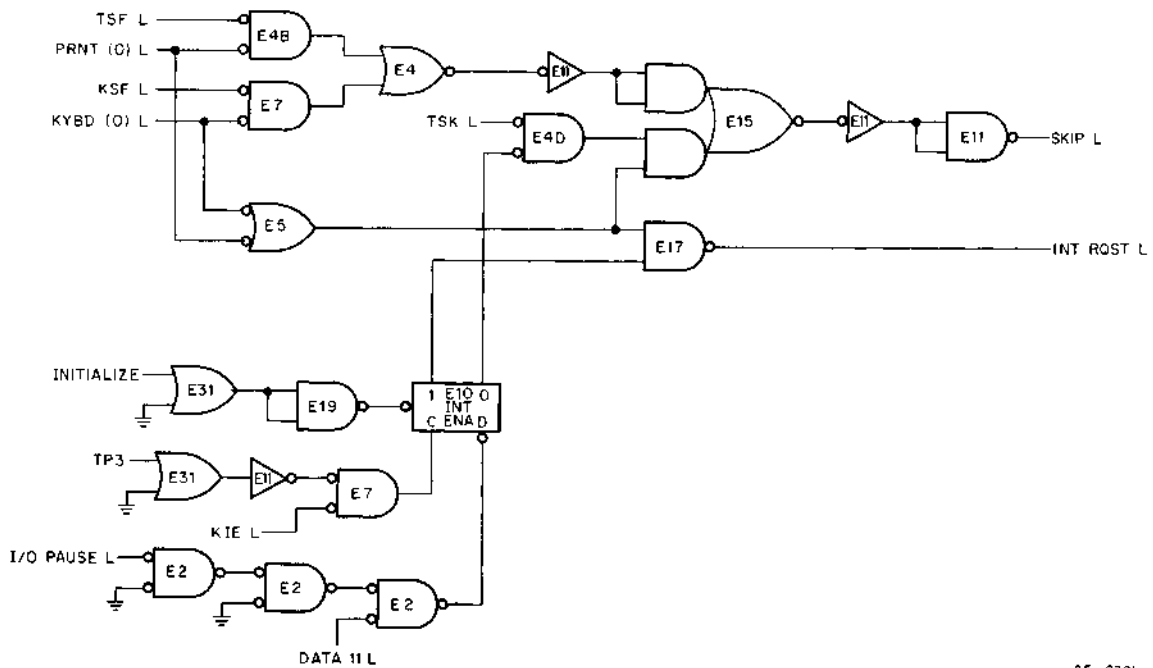 TSF L
PRNT (0) L
KSF L
KYBD (0) L
E4B
E7
E4
E11
TSK L
E4D
E15
E11
E11
SKIP L
E5
E17
INT RQST L
INITIALIZE
E31
E19
1 E10 0
INT
C ENA D
TP3
E31
E11
E7
KIE L
I/O PAUSE L
E2
E2
E2
DATA 11 L